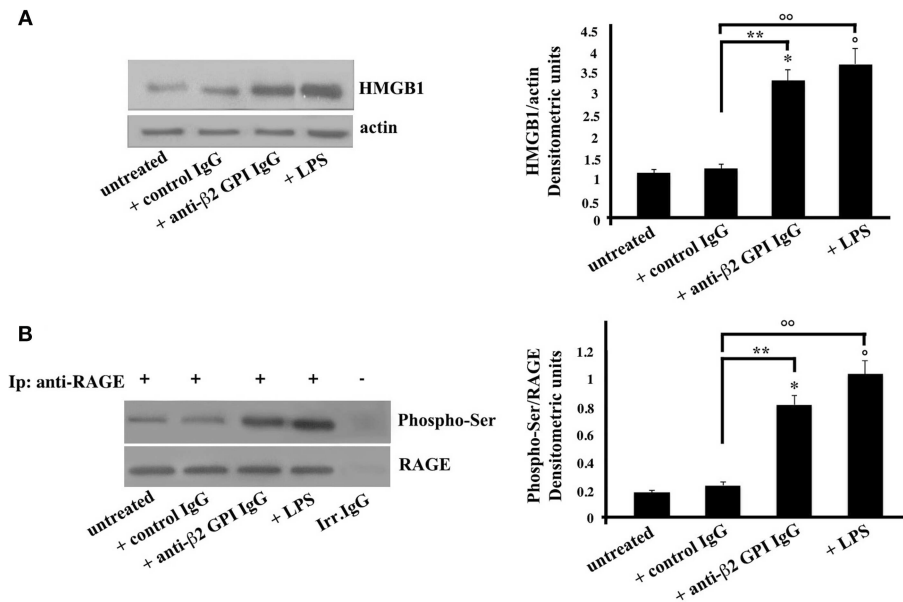 A
HMGB1
actin
untreated
+ control IgG
+ anti-β2 GPI IgG
+ LPS
HMGB1/actin
Densitometric units
4.5
4
3.5
3
2.5
1.5
1
0.5
0
°°
**
*
°
untreated
+ control IgG
+ anti-β2 GPI IgG
+ LPS
B
Ip: anti-RAGE + + + + -
Phospho-Ser
RAGE
untreated
+ control IgG
+ anti-β2 GPI IgG
+ LPS
Irr.IgG
Phospho-Ser/RAGE
Densitometric units
1.2
1
0.8
0.6
0.2
0
°°
**
*
°
untreated
+ control IgG
+ anti-β2 GPI IgG
+ LPS